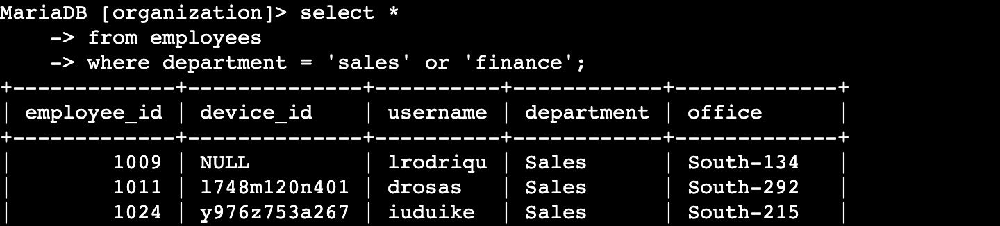 MariaDB [organization]> select *
    -> from employees
    -> where department = 'sales' or 'finance';
+-------------+--------------+----------+------------+-------------+
| employee_id | device_id    | username | department | office      |
+-------------+--------------+----------+------------+-------------+
|        1009 | NULL         | lrodriqu | Sales      | South-134   |
|        1011 | l748m120n401 | drosas   | Sales      | South-292   |
|        1024 | y976z753a267 | iuduike  | Sales      | South-215   |